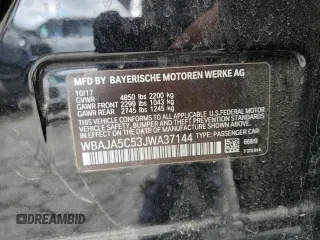 MFD BY BAYERISCHE MOTOREN WERKE AG
10/17
GVWR 4850 lbs 2200 kg
GAWR FRONT 2299 lbs 1043 kg
GAWR REAR 2745 lbs 1245 kg
THIS VEHICLE CONFORMS TO ALL APPLICABLE
FEDERAL MOTOR VEHICLE SAFETY, BUMPER,
AND THEFT PREVENTION STANDARDS IN EFFECT
ON THE DATE OF MANUFACTURE SHOWN ABOVE.
WBAJA5C53JWA37144 TYPE: PASSENGER CAR
DREAMBID